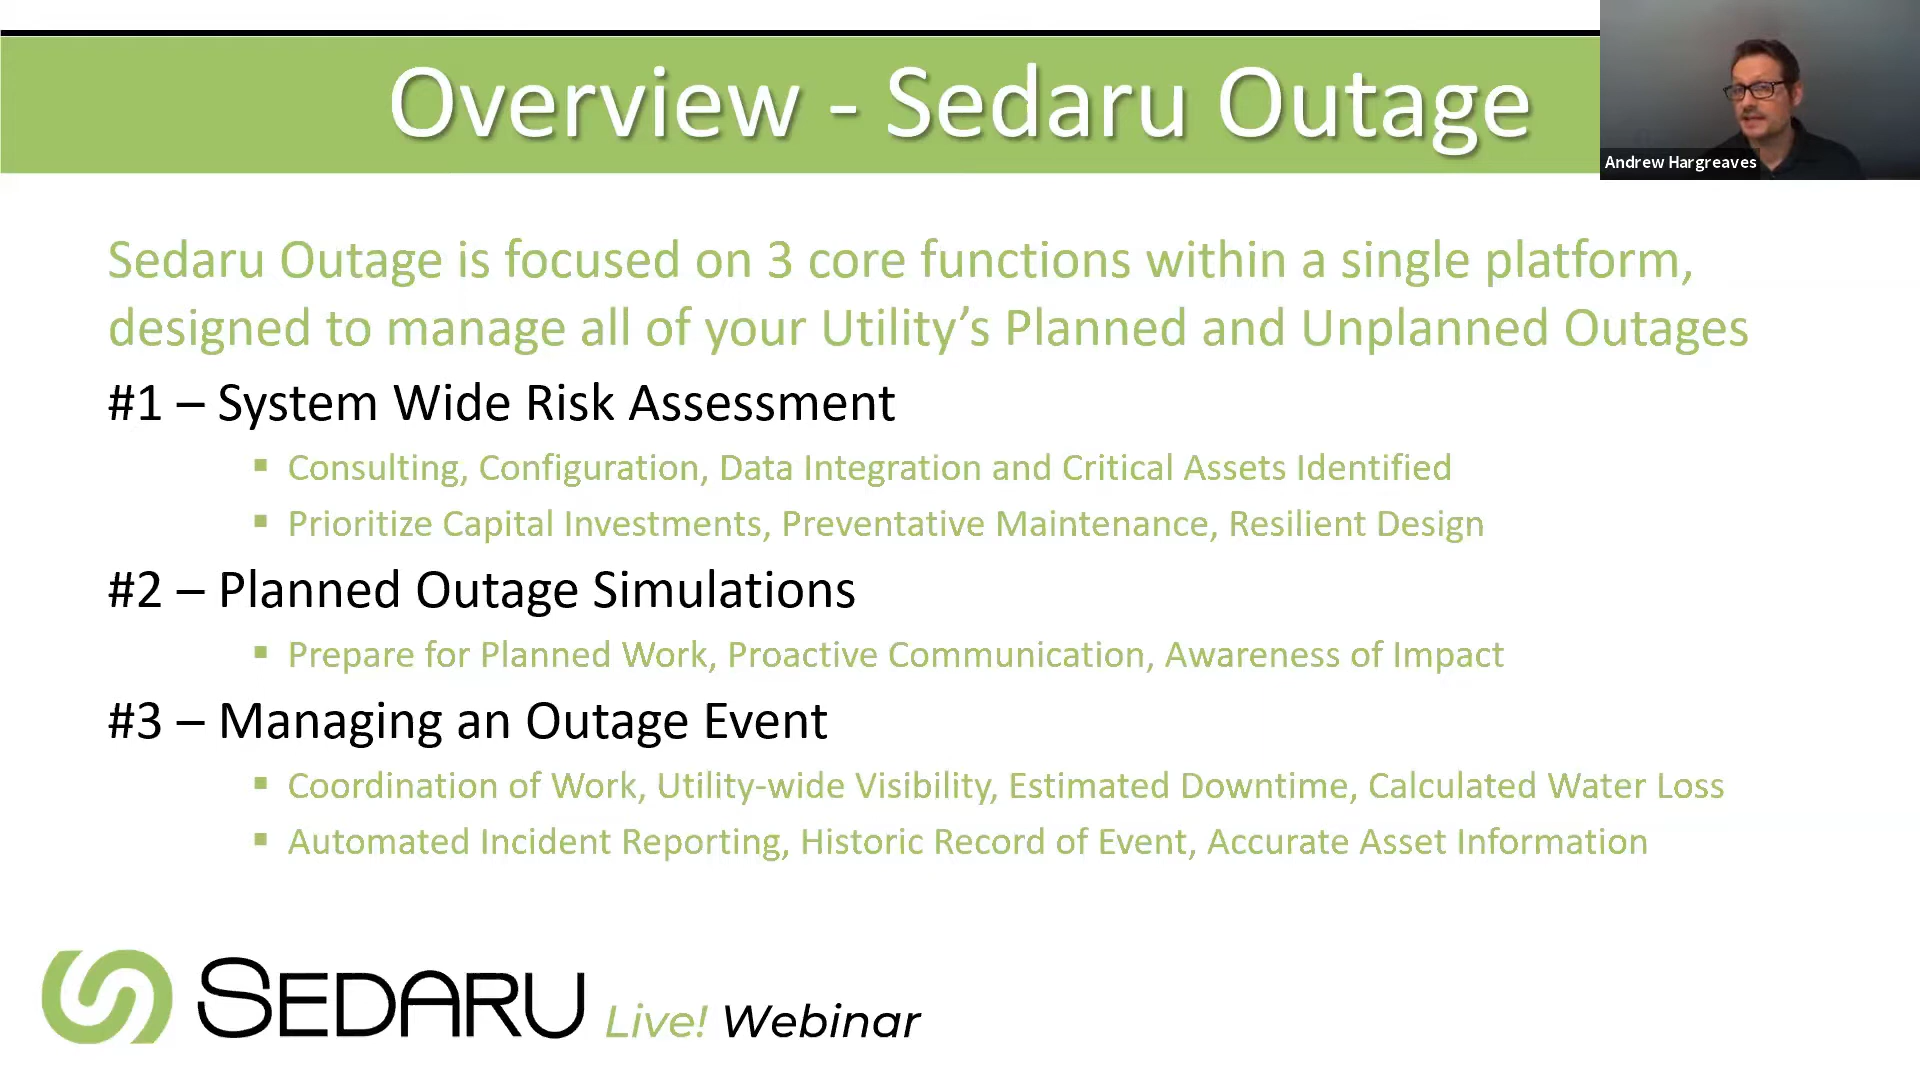 Overview - Sedaru Outage
Andrew Hargreaves
Sedaru Outage is focused on 3 core functions within a single platform,
designed to manage all of your Utility’s Planned and Unplanned Outages
#1 – System Wide Risk Assessment
▪ Consulting, Configuration, Data Integration and Critical Assets Identified
▪ Prioritize Capital Investments, Preventative Maintenance, Resilient Design
#2 – Planned Outage Simulations
▪ Prepare for Planned Work, Proactive Communication, Awareness of Impact
#3 – Managing an Outage Event
▪ Coordination of Work, Utility-wide Visibility, Estimated Downtime, Calculated Water Loss
▪ Automated Incident Reporting, Historic Record of Event, Accurate Asset Information
SEDARU Live! Webinar